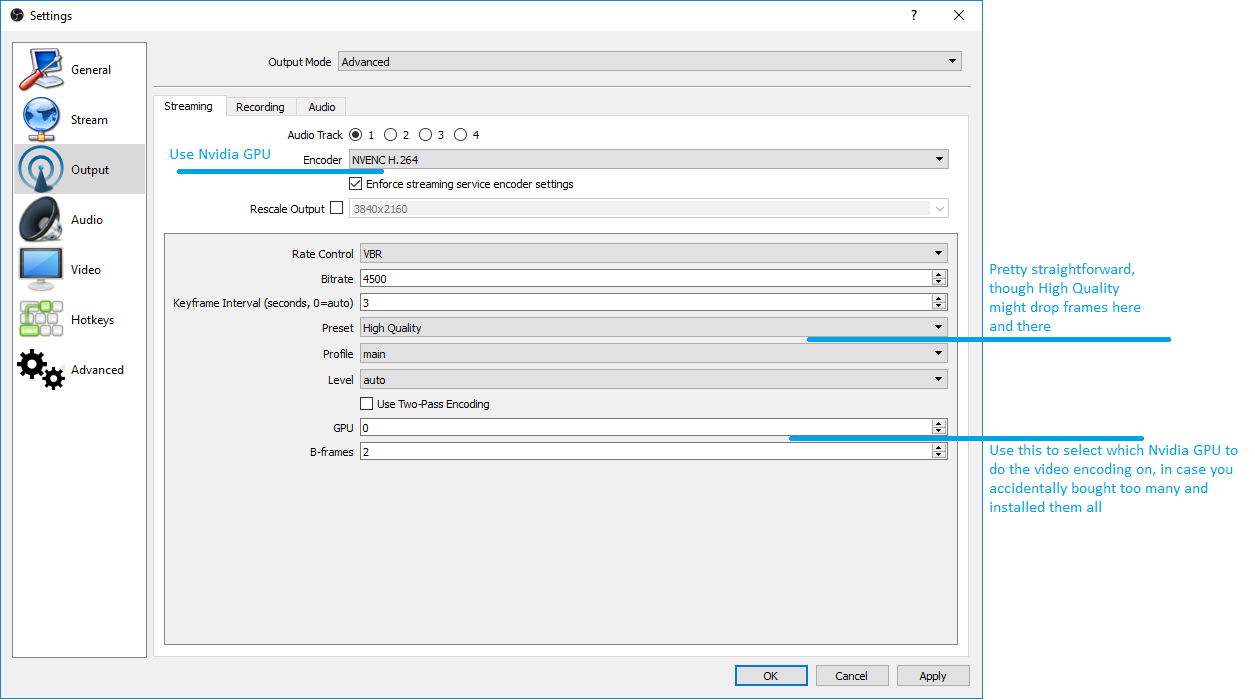 Settings
?
General
Stream
Output
Audio
Video
Hotkeys
Advanced
Output Mode Advanced
Streaming Recording Audio
Audio Track 1 2 3 4
Use Nvidia GPU
Encoder NVENC H.264
Enforce streaming service encoder settings
Rescale Output 3840x2160
Rate Control VBR
Bitrate 4500
Keyframe Interval (seconds, 0=auto) 3
Preset High Quality
Profile main
Level auto
Use Two-Pass Encoding
GPU 0
B-frames 2
Pretty straightforward,
though High Quality
might drop frames here
and there
Use this to select which Nvidia GPU to
do the video encoding on, in case you
accidentally bought too many and
installed them all
OK Cancel Apply